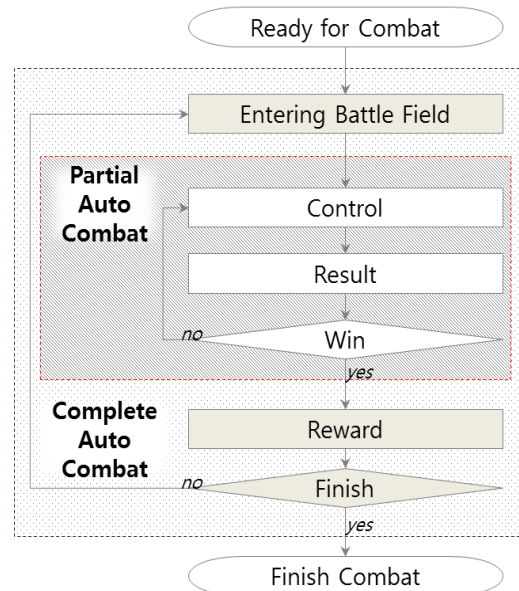 Ready for Combat
Entering Battle Field
Partial
Auto
Combat
Control
Result
Win
no
yes
Complete
Auto
Combat
Reward
Finish
no
yes
Finish Combat